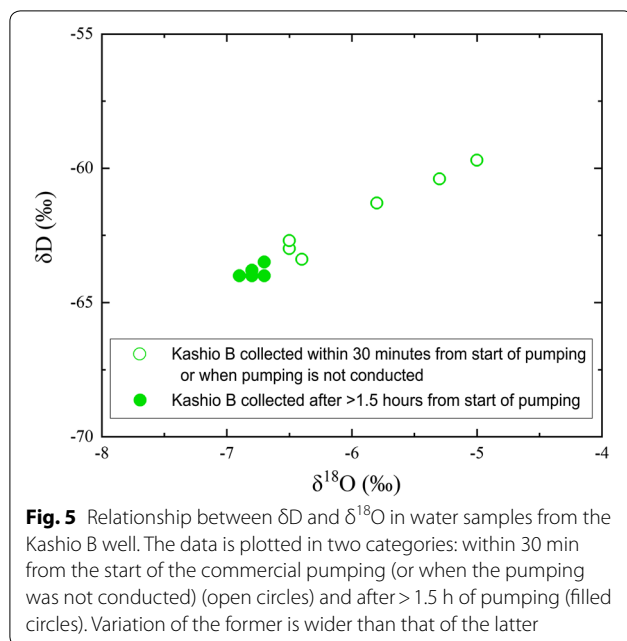 -55
-60
-65
-70
δD (‰)
Kashio B collected within 30 minutes from start of pumping
or when pumping is not conducted
Kashio B collected after >1.5 hours from start of pumping
-8 -7 -6 -5 -4
δ¹⁸O (‰)
Fig. 5 Relationship between δD and δ¹⁸O in water samples from the
Kashio B well. The data is plotted in two categories: within 30 min
from the start of the commercial pumping (or when the pumping
was not conducted) (open circles) and after > 1.5 h of pumping (filled
circles). Variation of the former is wider than that of the latter